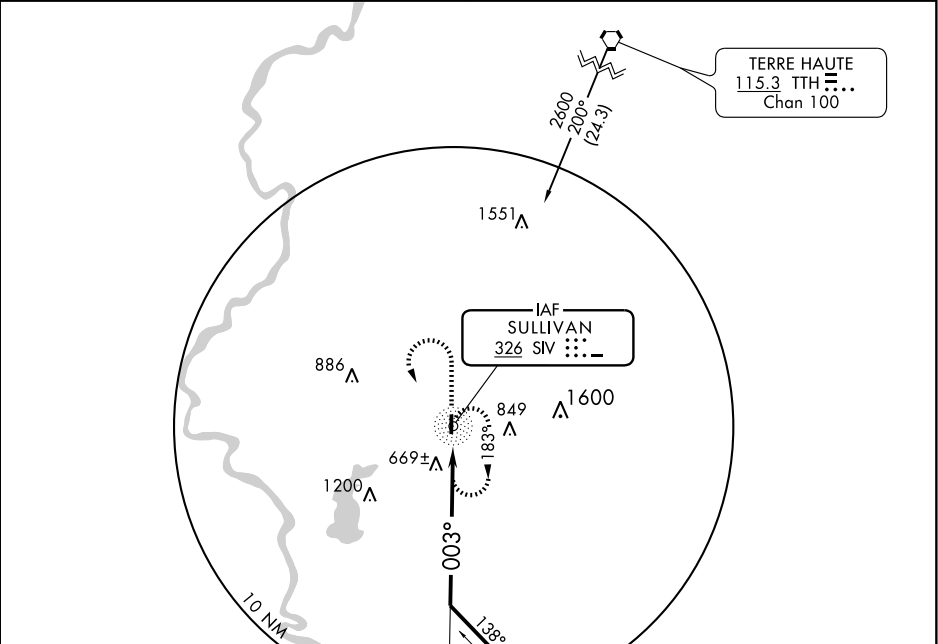 TERRE HAUTE
115.3 TTH
Chan 100
2600
200°
(24.3)
1551
IAF
SULLIVAN
326 SIV
886
849
1600
183°
669±
1200
003°
10 NM
138°